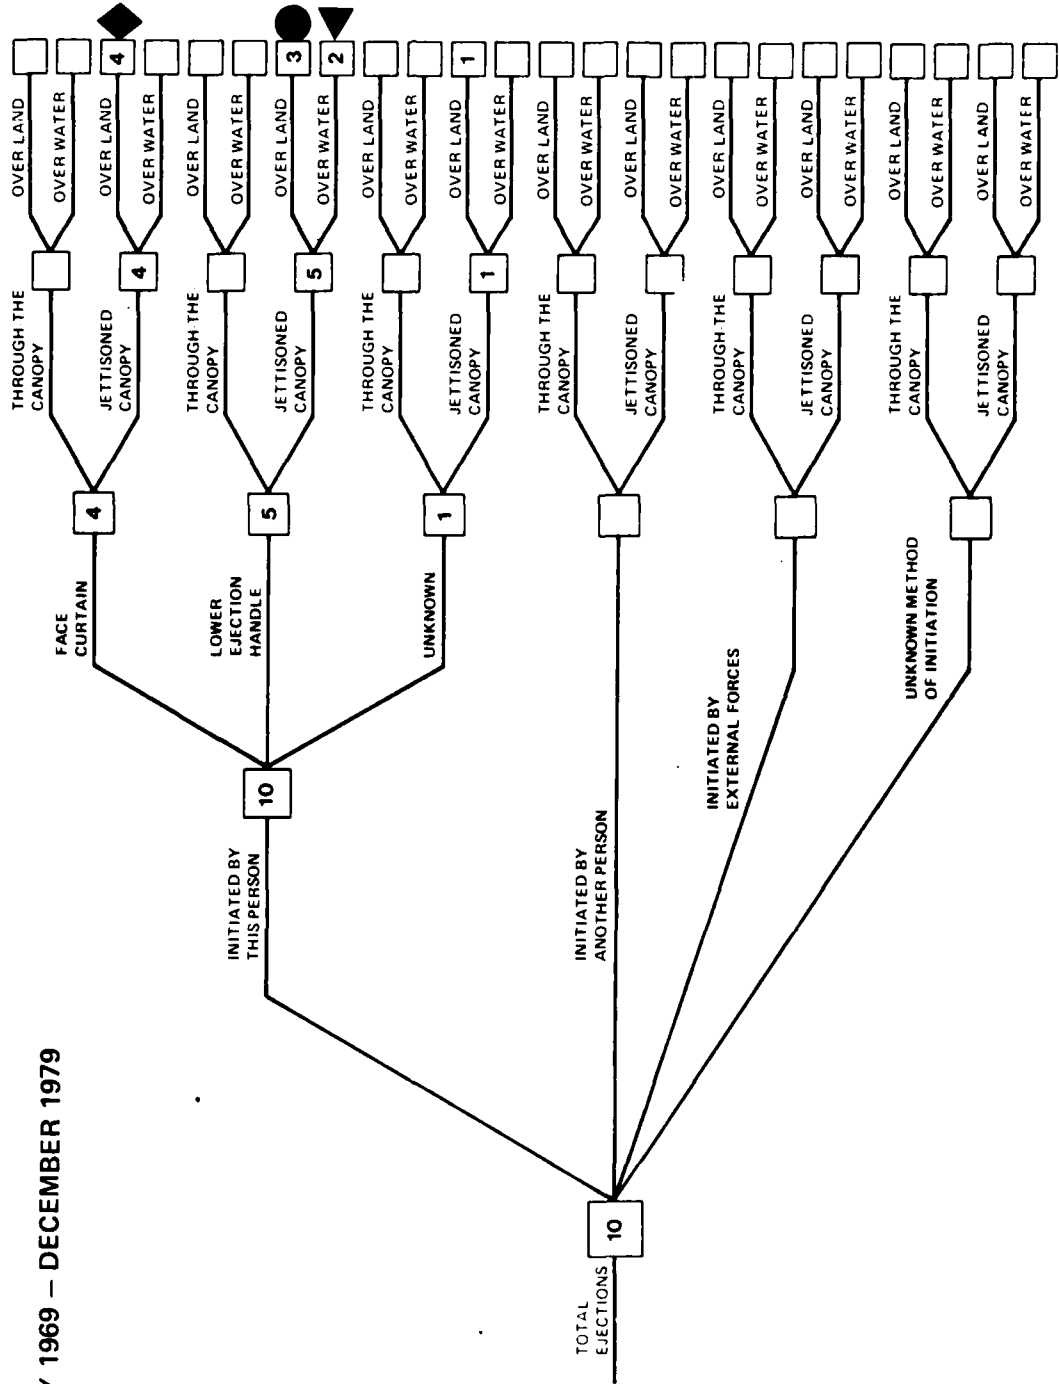 1969 – DECEMBER 1979
TOTAL
EJECTIONS
10
INITIATED BY
THIS PERSON
10
INITIATED BY
ANOTHER PERSON
INITIATED BY
EXTERNAL FORCES
UNKNOWN METHOD
OF INITIATION
FACE
CURTAIN
4
LOWER
EJECTION
HANDLE
5
UNKNOWN
1
THROUGH THE
CANOPY
JETTISONED
CANOPY
4
THROUGH THE
CANOPY
JETTISONED
CANOPY
5
THROUGH THE
CANOPY
JETTISONED
CANOPY
1
THROUGH THE
CANOPY
JETTISONED
CANOPY
THROUGH THE
CANOPY
JETTISONED
CANOPY
THROUGH THE
CANOPY
JETTISONED
CANOPY
OVER LAND
OVER WATER
OVER LAND
4
OVER WATER
OVER LAND
OVER WATER
OVER LAND
3
OVER WATER
2
OVER LAND
OVER WATER
OVER LAND
1
OVER WATER
OVER LAND
OVER WATER
OVER LAND
OVER WATER
OVER LAND
OVER WATER
OVER LAND
OVER WATER
OVER LAND
OVER WATER
OVER LAND
OVER WATER